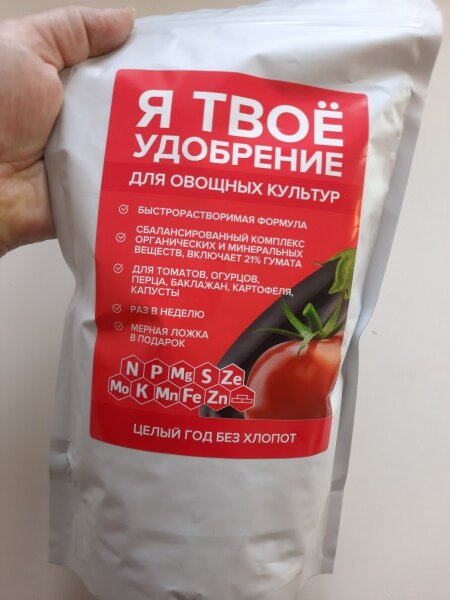 Я ТВОЁ
УДОБРЕНИЕ
ДЛЯ ОВОЩНЫХ КУЛЬТУР
БЫСТРОРАСТВОРИМАЯ ФОРМУЛА
СБАЛАНСИРОВАННЫЙ КОМПЛЕКС
ОРГАНИЧЕСКИХ И МИНЕРАЛЬНЫХ
ВЕЩЕСТВ, ВКЛЮЧАЕТ 21% ГУМАТА
ДЛЯ ТОМАТОВ, ОГУРЦОВ,
ПЕРЦА, БАКЛАЖАН, КАРТОФЕЛЯ,
КАПУСТЫ
РАЗ В НЕДЕЛЮ
МЕРНАЯ ЛОЖКА
В ПОДАРОК
N P Mg S Ze
Mo K Mn Fe Zn
ЦЕЛЫЙ ГОД БЕЗ ХЛОПОТ